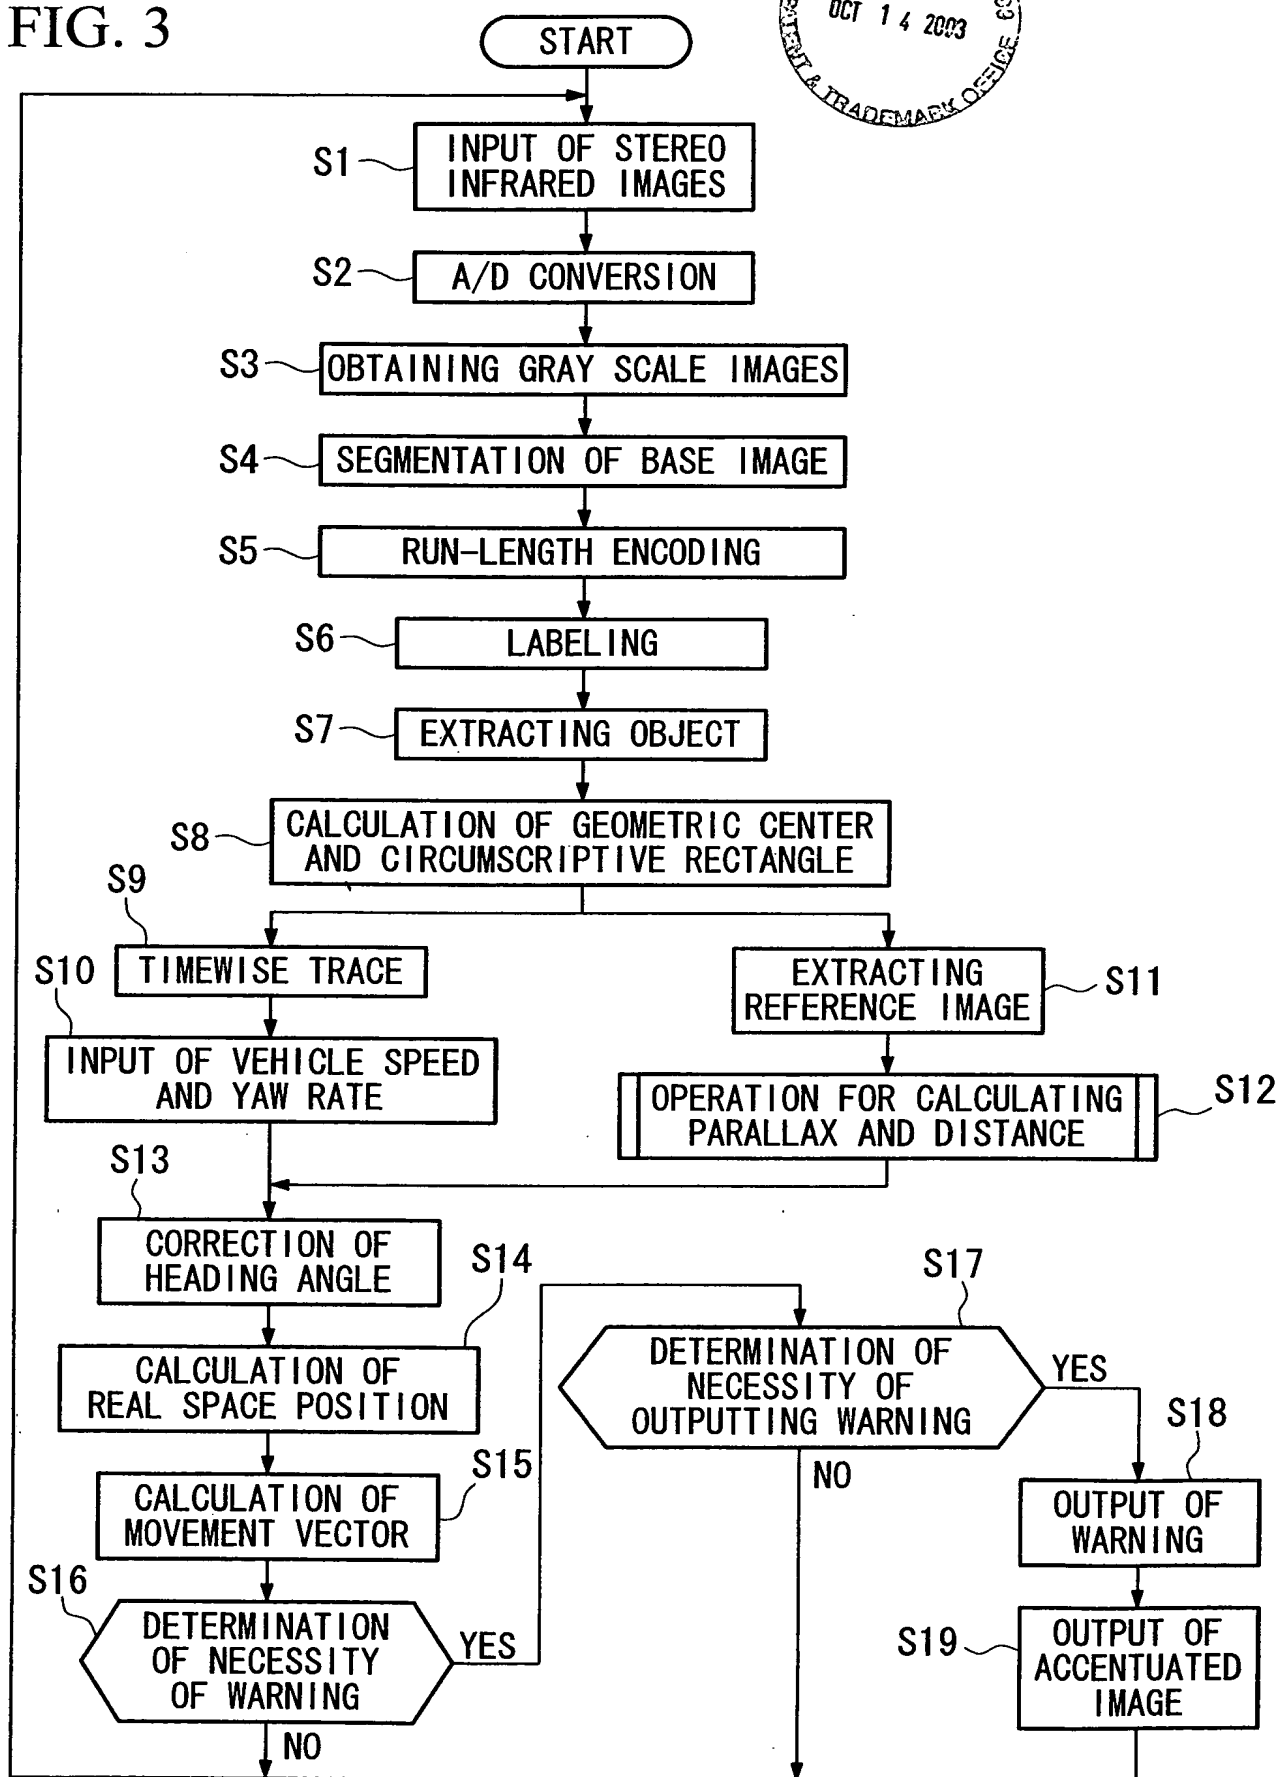 FIG. 3
OCT 14 2003
PATENT & TRADEMARK OFFICE
START
S1
INPUT OF STEREO
INFRARED IMAGES
S2
A/D CONVERSION
S3
OBTAINING GRAY SCALE IMAGES
S4
SEGMENTATION OF BASE IMAGE
S5
RUN-LENGTH ENCODING
S6
LABELING
S7
EXTRACTING OBJECT
S8
CALCULATION OF GEOMETRIC CENTER
AND CIRCUMSCRIPTIVE RECTANGLE
S9
TIMEWISE TRACE
S10
INPUT OF VEHICLE SPEED
AND YAW RATE
S11
EXTRACTING
REFERENCE IMAGE
S12
OPERATION FOR CALCULATING
PARALLAX AND DISTANCE
S13
CORRECTION OF
HEADING ANGLE
S14
CALCULATION OF
REAL SPACE POSITION
S15
CALCULATION OF
MOVEMENT VECTOR
S16
DETERMINATION
OF NECESSITY
OF WARNING
YES
NO
S17
DETERMINATION OF
NECESSITY OF
OUTPUTTING WARNING
YES
NO
S18
OUTPUT OF
WARNING
S19
OUTPUT OF
ACCENTUATED
IMAGE